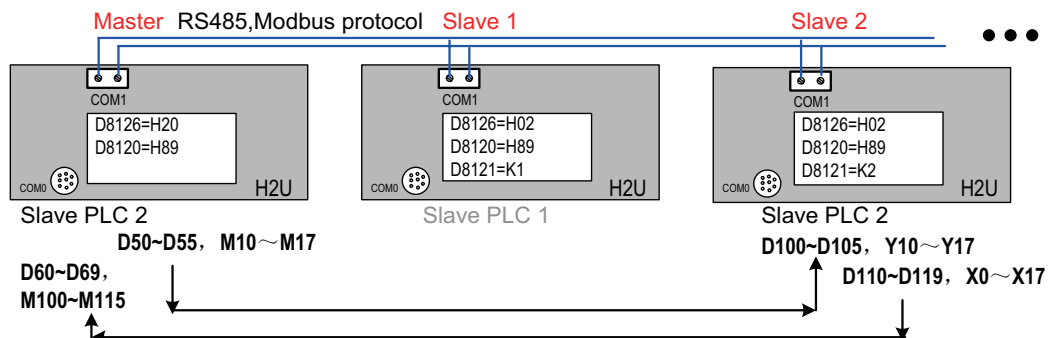 Master RS485,Modbus protocol Slave 1 Slave 2
COM1
D8126=H20
D8120=H89
COM0
H2U
COM1
D8126=H02
D8120=H89
D8121=K1
COM0
H2U
COM1
D8126=H02
D8120=H89
D8121=K2
COM0
H2U
Slave PLC 2
Slave PLC 1
Slave PLC 2
D50~D55, M10～M17
D100~D105, Y10～Y17
D60~D69,
M100~M115
D110~D119, X0～X17